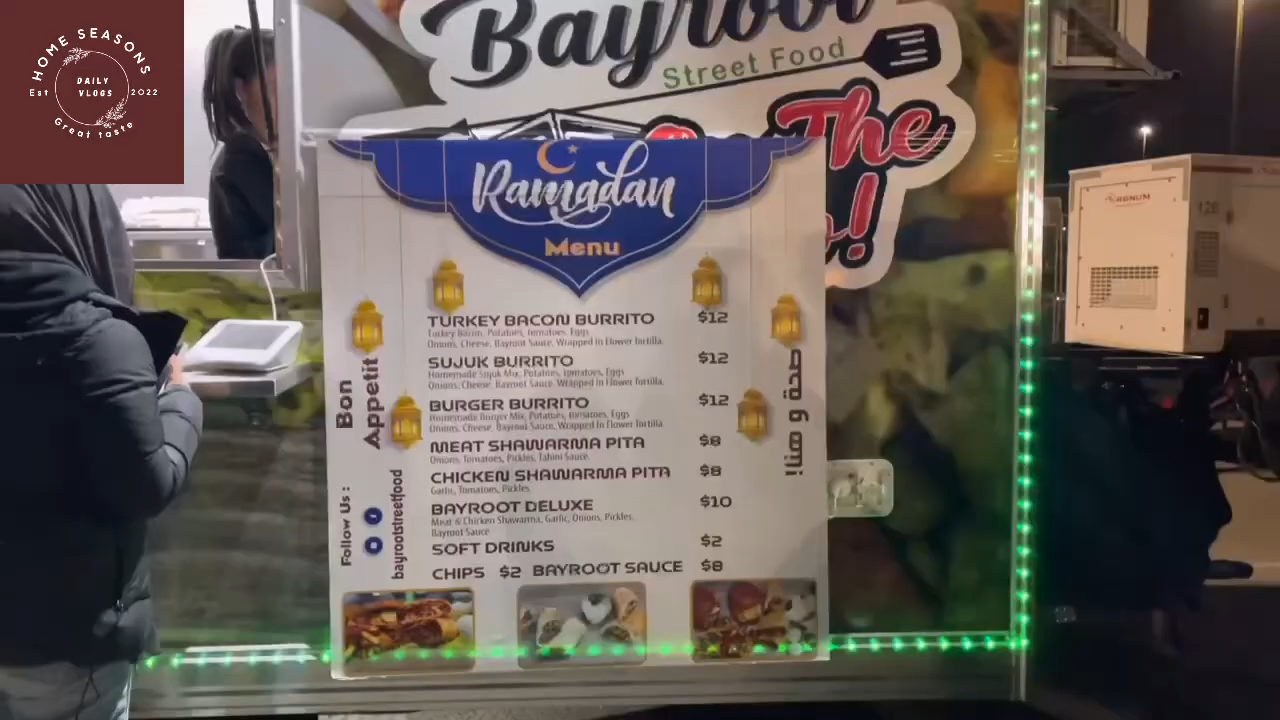 HOME SEASONS
DAILY
VLOGS
Est 2022
Great taste
Bayroot
Street Food
The
!
Ramadan
Menu
TURKEY BACON BURRITO $12
Turkey Bacon, Potatoes, Tomatoes, Eggs
Onions, Cheese, Bayroot Sauce, Wrapped In Flower Tortilla.
SUJUK BURRITO $12
Homemade Sujuk Mix, Potatoes, Tomatoes, Eggs
Onions, Cheese, Bayroot Sauce, Wrapped In Flower Tortilla.
BURGER BURRITO $12
Homemade Burger Mix, Potatoes, Tomatoes, Eggs
Onions, Cheese, Bayroot Sauce, Wrapped In Flower Tortilla
MEAT SHAWARMA PITA $8
Onions, Tomatoes, Pickles, Tahini Sauce.
CHICKEN SHAWARMA PITA $8
Garlic, Tomatoes, Pickles.
BAYROOT DELUXE $10
Meat & Chicken Shawarma, Garlic, Onions, Pickles,
Bayroot Sauce
SOFT DRINKS $2
CHIPS $2 BAYROOT SAUCE $8
Bon
Appetit
Follow Us :
bayrootstreetfood
صحة و هنا!
MAGNUM